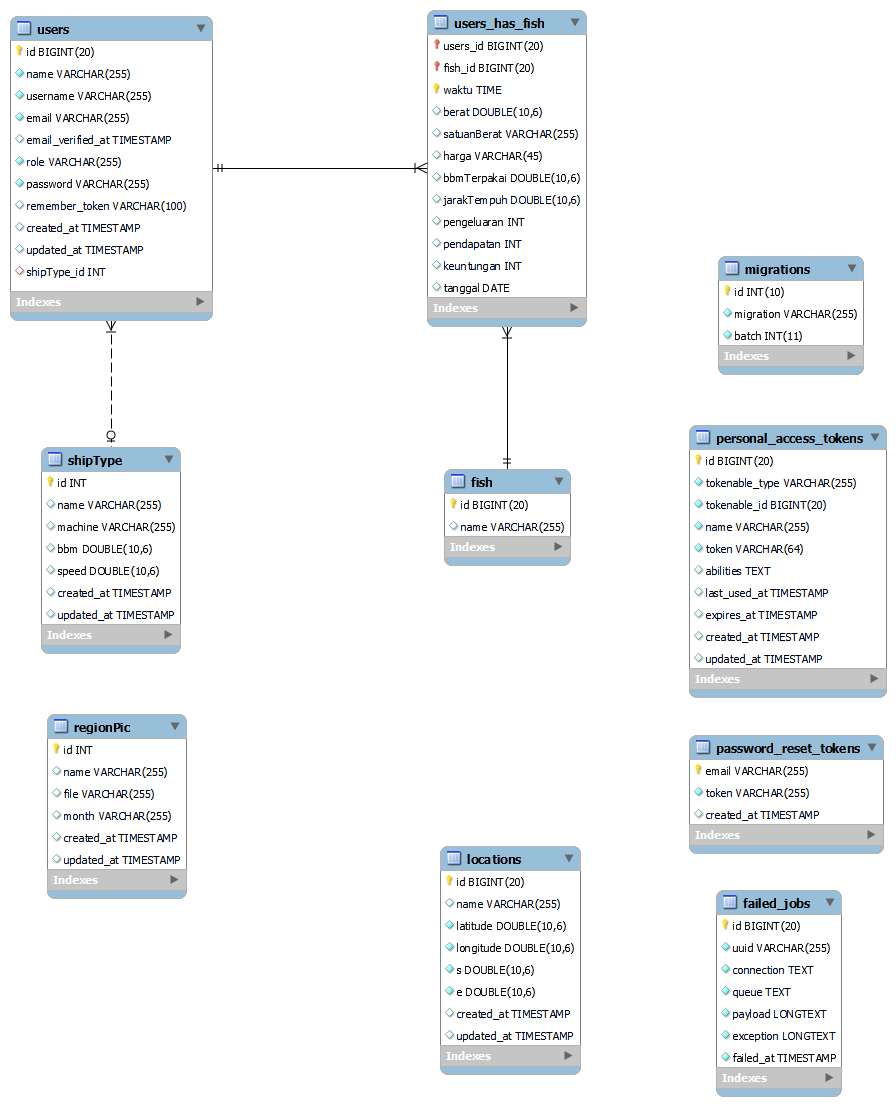 users
id BIGINT(20)
name VARCHAR(255)
username VARCHAR(255)
email VARCHAR(255)
email_verified_at TIMESTAMP
role VARCHAR(255)
password VARCHAR(255)
remember_token VARCHAR(100)
created_at TIMESTAMP
updated_at TIMESTAMP
shipType_id INT
Indexes
users_has_fish
users_id BIGINT(20)
fish_id BIGINT(20)
waktu TIME
berat DOUBLE(10,6)
satuanBerat VARCHAR(255)
harga VARCHAR(45)
bbmTerpakai DOUBLE(10,6)
jarakTempuh DOUBLE(10,6)
pengeluaran INT
pendapatan INT
keuntungan INT
tanggal DATE
Indexes
migrations
id INT(10)
migration VARCHAR(255)
batch INT(11)
Indexes
personal_access_tokens
id BIGINT(20)
tokenable_type VARCHAR(255)
tokenable_id BIGINT(20)
name VARCHAR(255)
token VARCHAR(64)
abilities TEXT
last_used_at TIMESTAMP
expires_at TIMESTAMP
created_at TIMESTAMP
updated_at TIMESTAMP
Indexes
shipType
id INT
name VARCHAR(255)
machine VARCHAR(255)
bbm DOUBLE(10,6)
speed DOUBLE(10,6)
created_at TIMESTAMP
updated_at TIMESTAMP
Indexes
fish
id BIGINT(20)
name VARCHAR(255)
Indexes
regionPic
id INT
name VARCHAR(255)
file VARCHAR(255)
month VARCHAR(255)
created_at TIMESTAMP
updated_at TIMESTAMP
Indexes
password_reset_tokens
email VARCHAR(255)
token VARCHAR(255)
created_at TIMESTAMP
Indexes
locations
id BIGINT(20)
name VARCHAR(255)
latitude DOUBLE(10,6)
longitude DOUBLE(10,6)
s DOUBLE(10,6)
e DOUBLE(10,6)
created_at TIMESTAMP
updated_at TIMESTAMP
Indexes
failed_jobs
id BIGINT(20)
uuid VARCHAR(255)
connection TEXT
queue TEXT
payload LONGTEXT
exception LONGTEXT
failed_at TIMESTAMP
Indexes